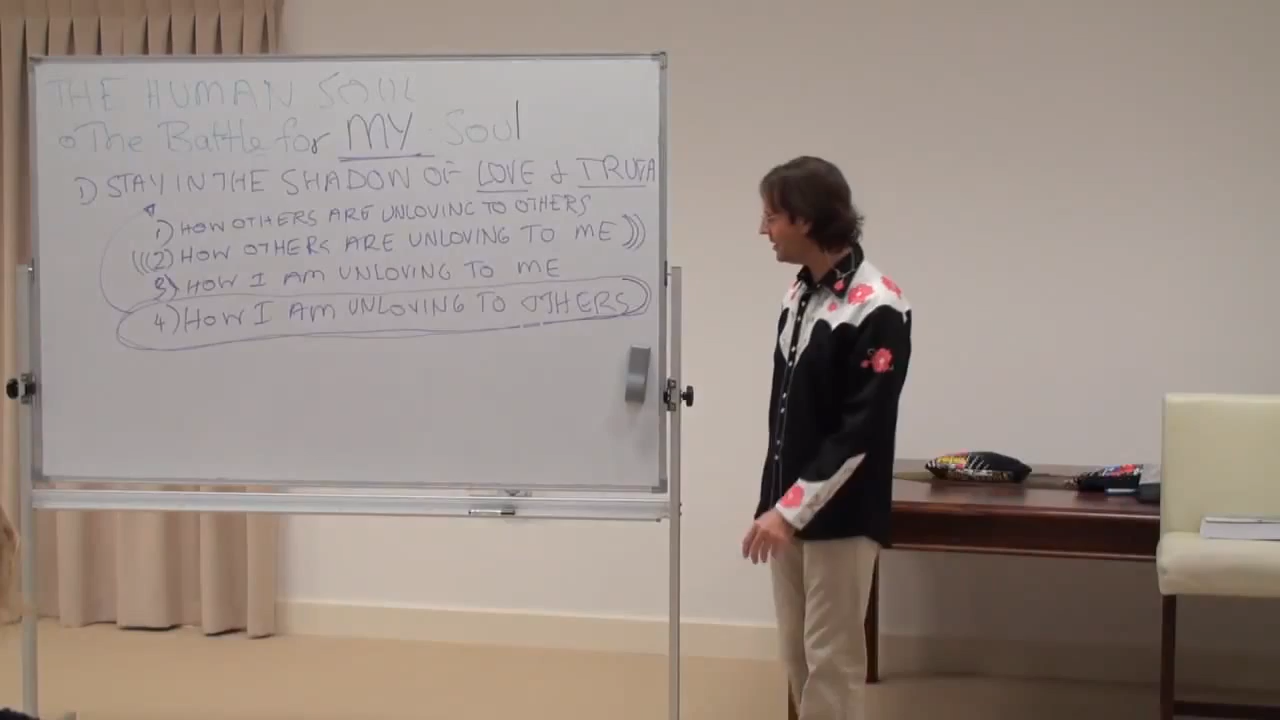 THE HUMAN SOUL
o The Battle for MY Soul
1) STAY IN THE SHADOW OF LOVE & TRUTH
1) HOW OTHERS ARE UNLOVING TO OTHERS
(((2) HOW OTHERS ARE UNLOVING TO ME)))
3) HOW I AM UNLOVING TO ME
4) HOW I AM UNLOVING TO OTHERS